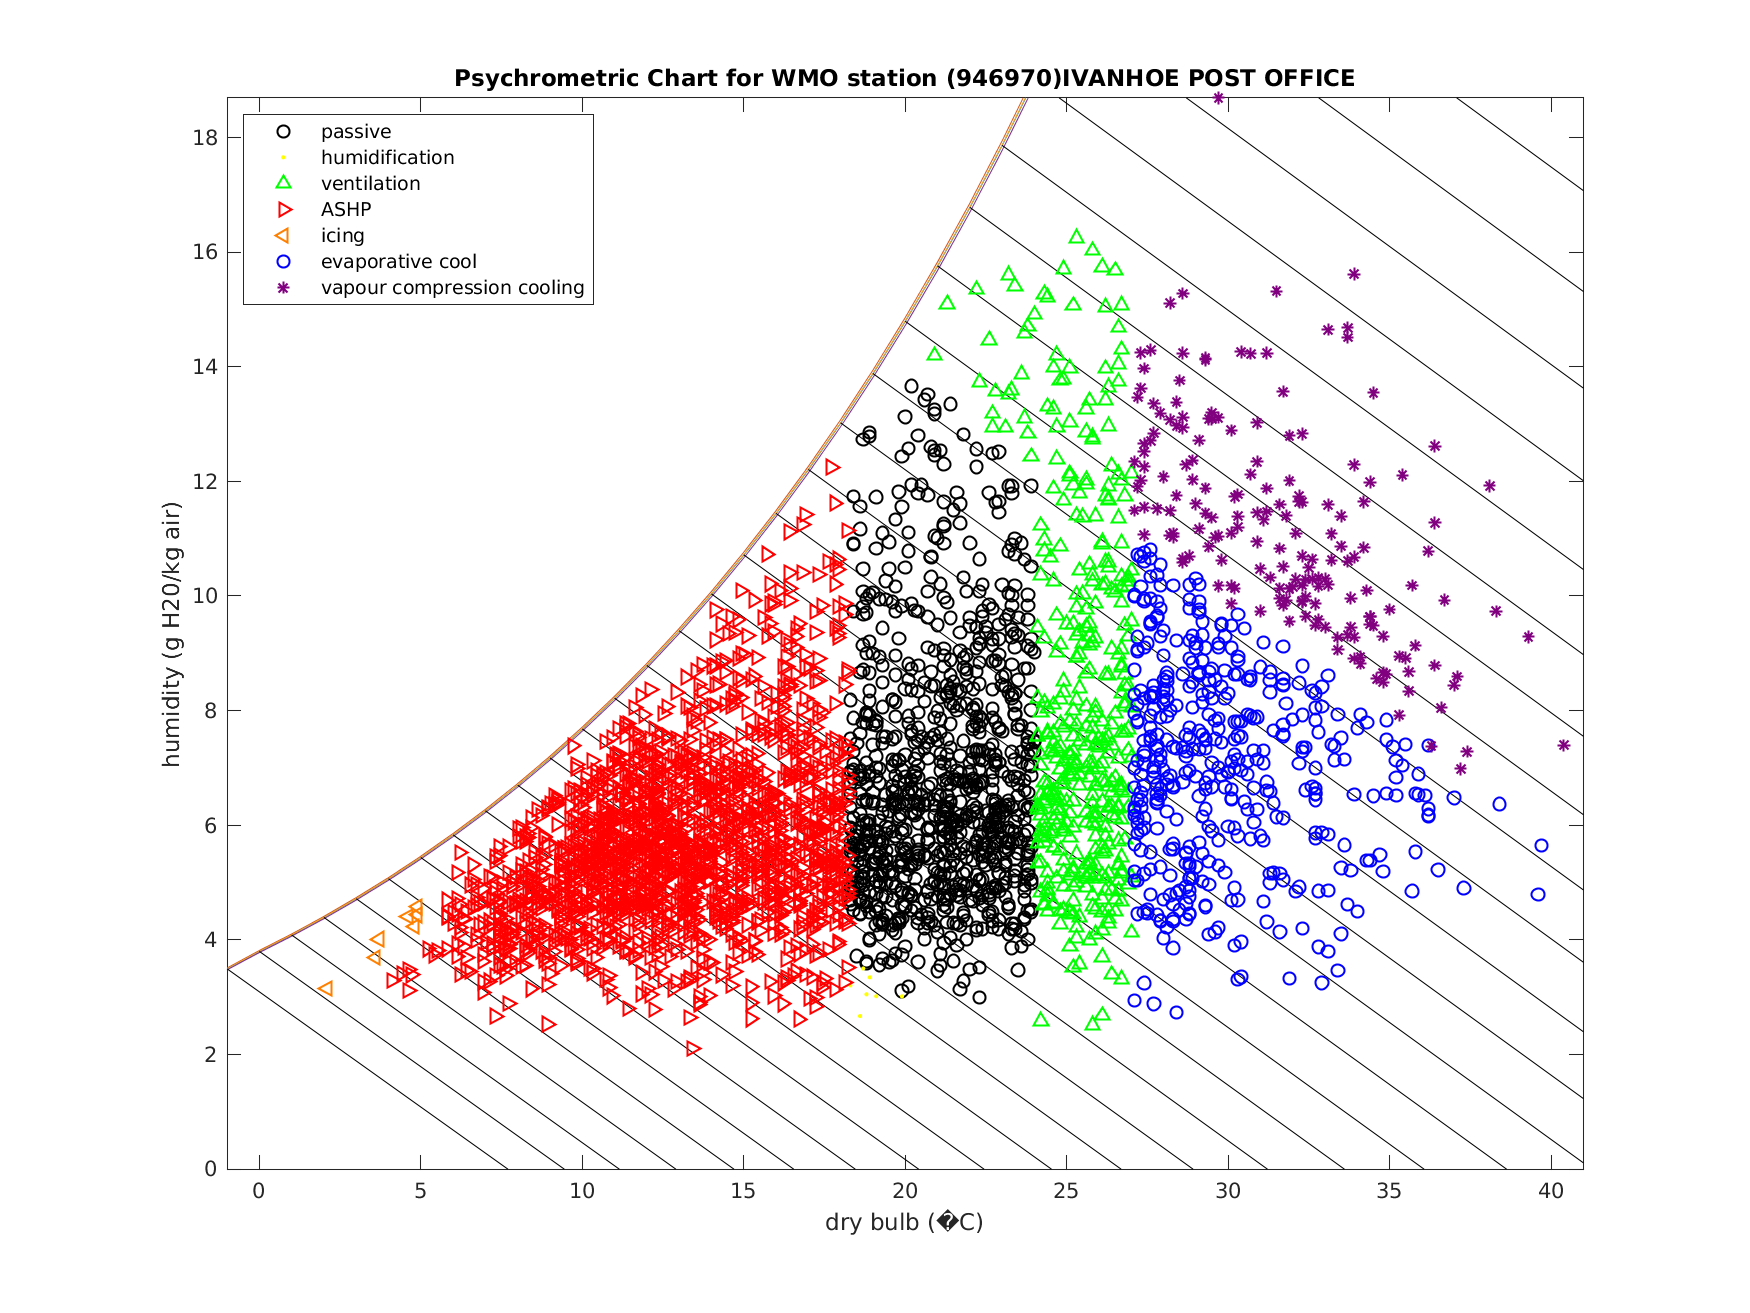 Psychrometric Chart for WMO station (946970)IVANHOE POST OFFICE
passive
humidification
ventilation
ASHP
icing
evaporative cool
vapour compression cooling
humidity (g H20/kg air)
18
16
14
12
10
8
6
4
2
0
0 5 10 15 20 25 30 35 40
dry bulb (�C)